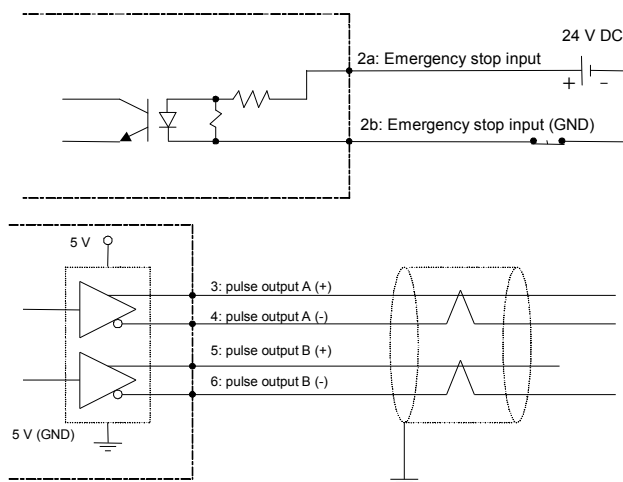 24 V DC
2a: Emergency stop input
+ -
2b: Emergency stop input (GND)
5 V
3: pulse output A (+)
4: pulse output A (-)
5: pulse output B (+)
6: pulse output B (-)
5 V (GND)